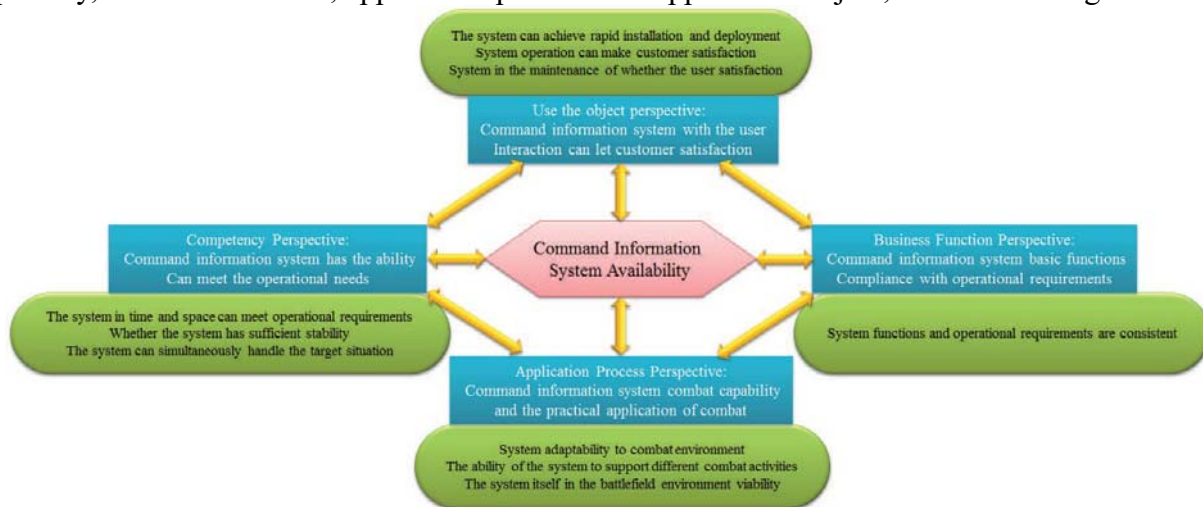 The system can achieve rapid installation and deployment
System operation can make customer satisfaction
System in the maintenance of whether the user satisfaction
Use the object perspective:
Command information system with the user
Interaction can let customer satisfaction
Competency Perspective:
Command information system has the ability
Can meet the operational needs
The system in time and space can meet operational requirements
Whether the system has sufficient stability
The system can simultaneously handle the target situation
Command Information
System Availability
Business Function Perspective:
Command information system basic functions
Compliance with operational requirements
System functions and operational requirements are consistent
Application Process Perspective:
Command information system combat capability
and the practical application of combat
System adaptability to combat environment
The ability of the system to support different combat activities
The system itself in the battlefield environment viability